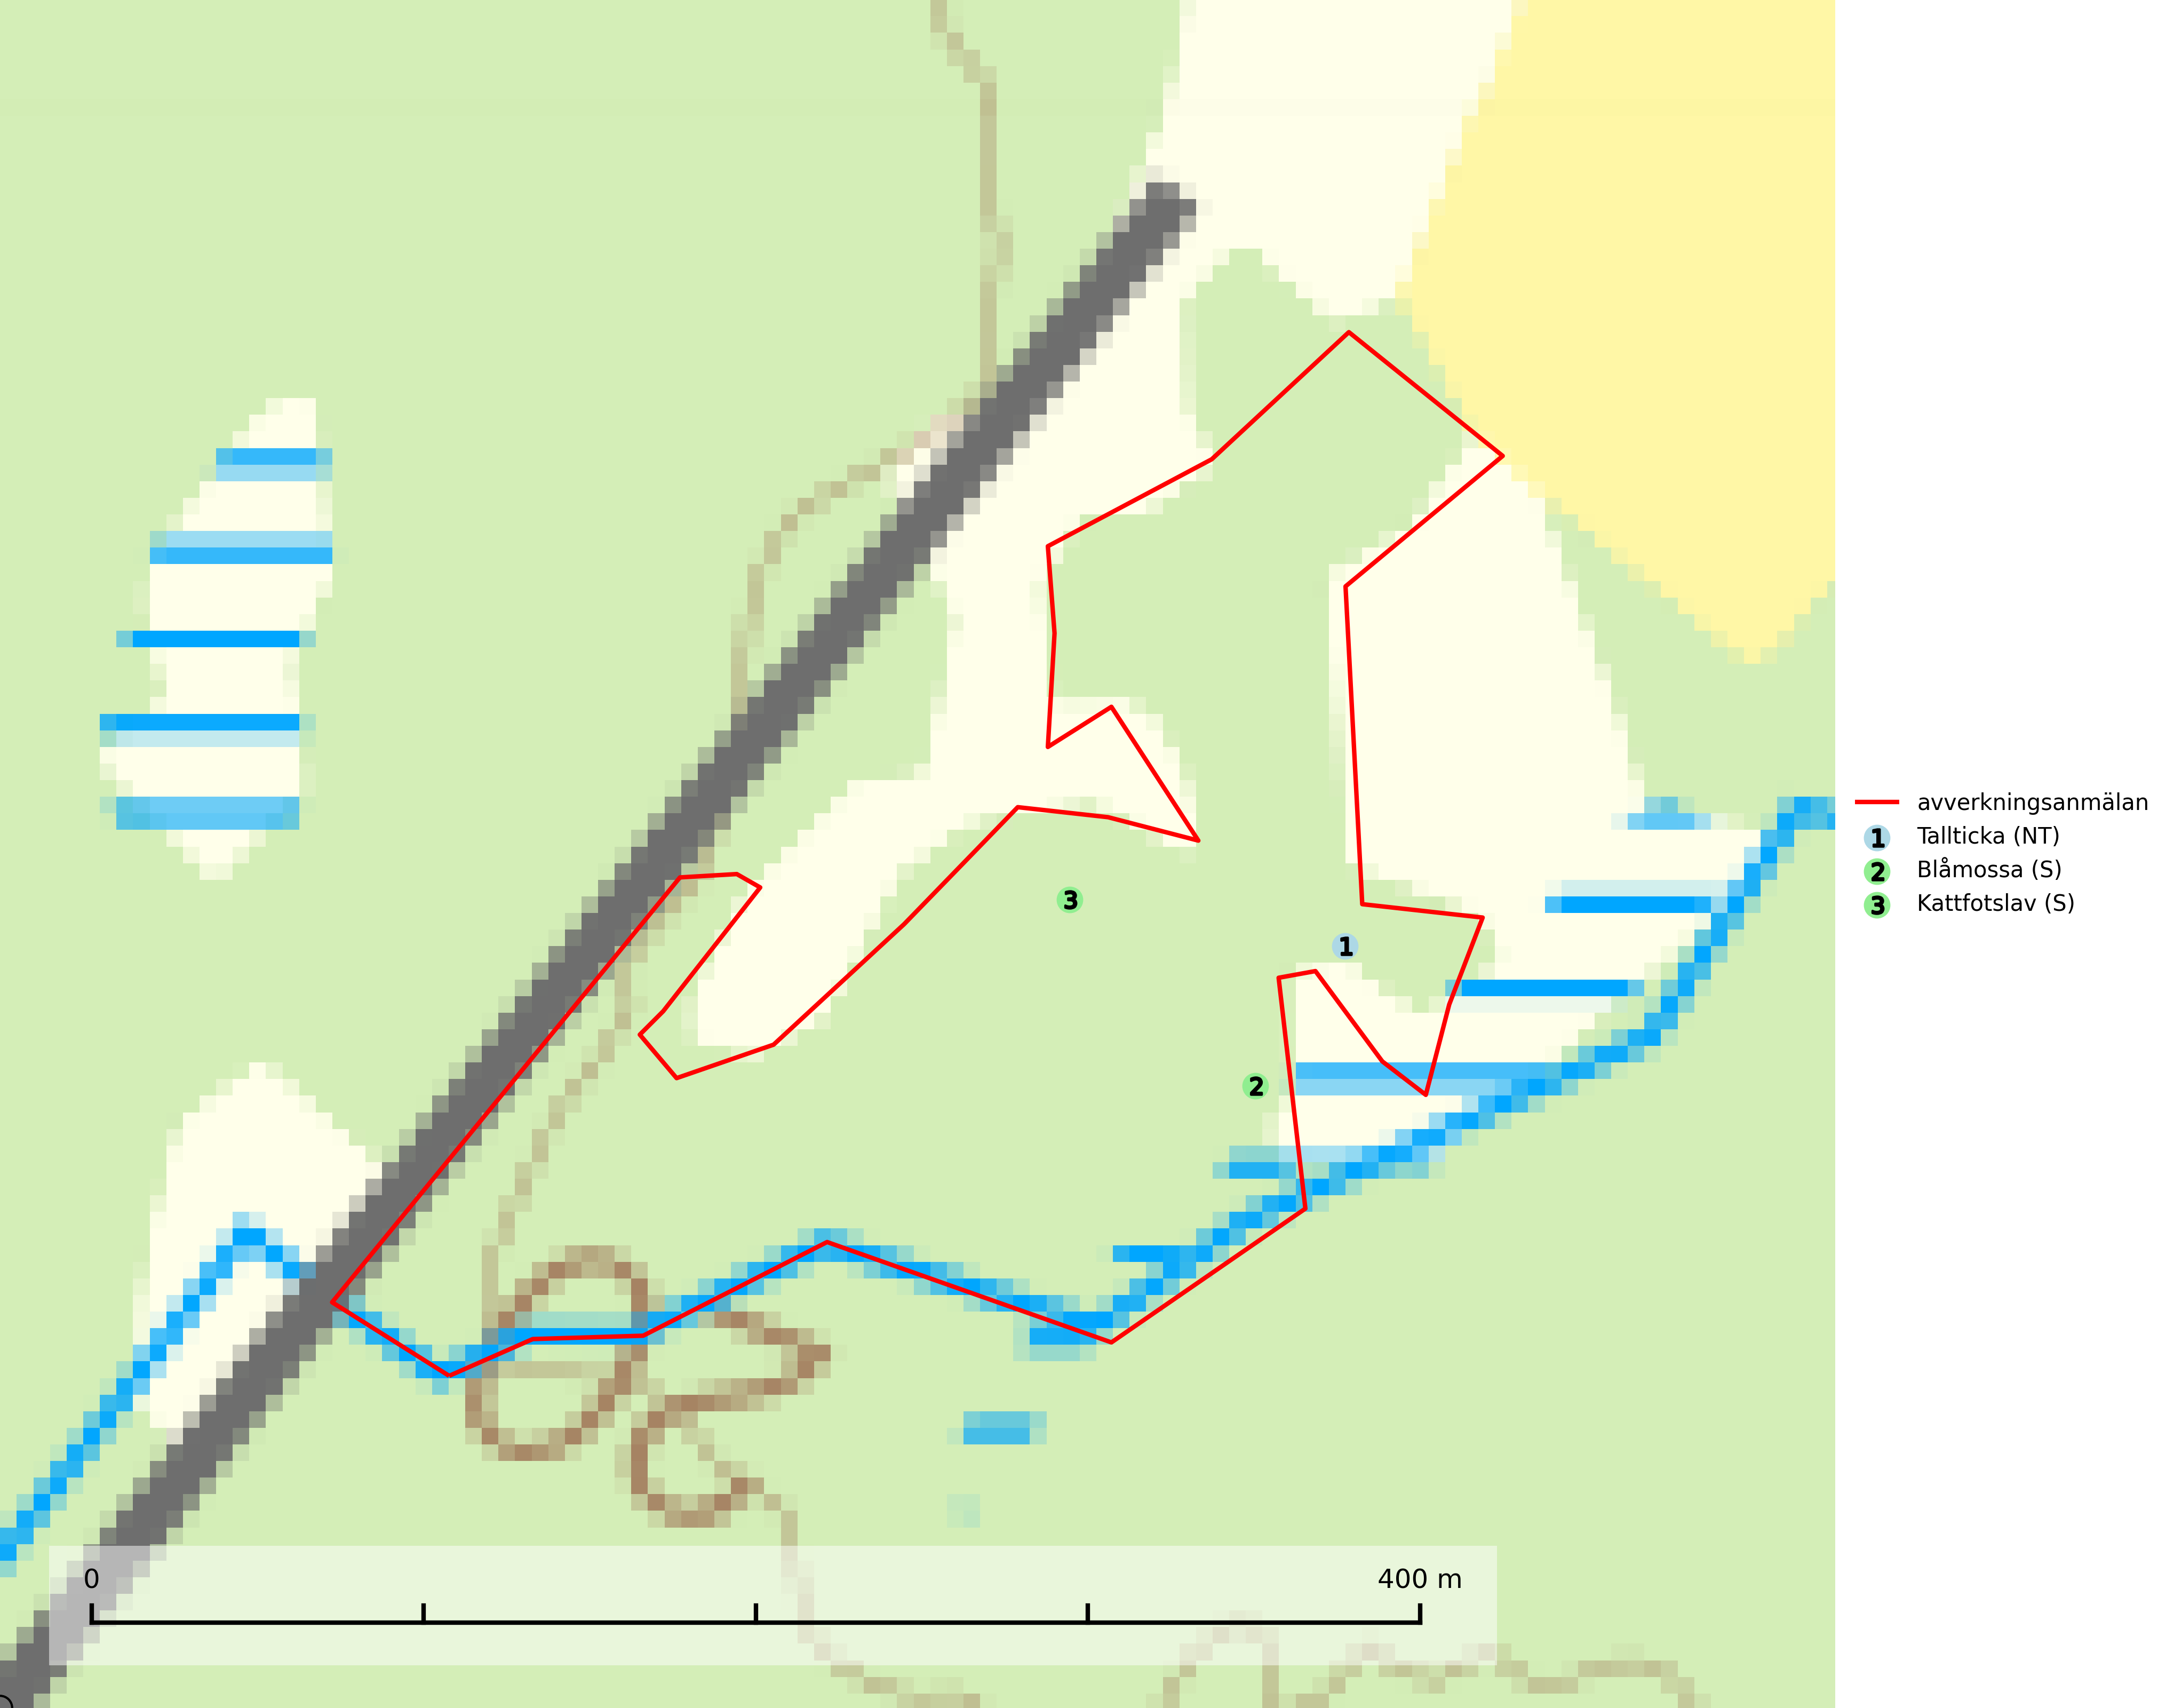 3
1
2
avverkningsanmälan
1 Tallticka (NT)
2 Blåmossa (S)
3 Kattfotslav (S)
0 400 m